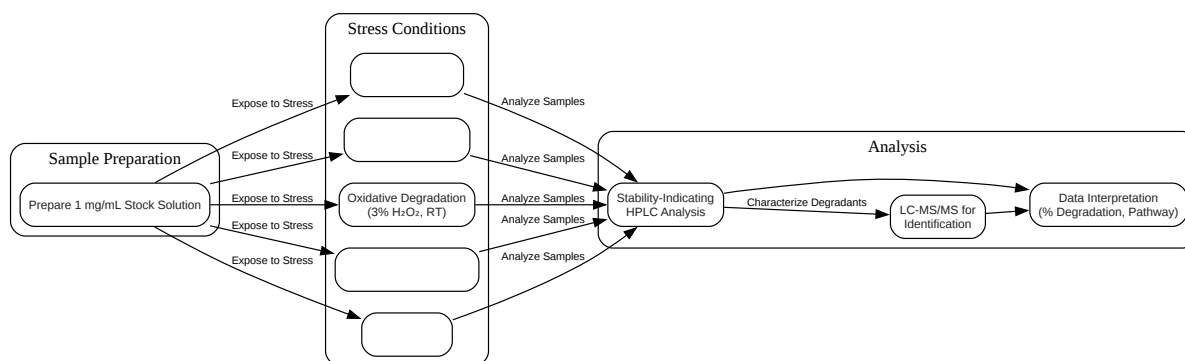 Stress Conditions
Expose to Stress
Analyze Samples
Sample Preparation
Expose to Stress
Analyze Samples
Analysis
Prepare 1 mg/mL Stock Solution
Expose to Stress
Oxidative Degradation
(3% H₂O₂, RT)
Analyze Samples
Stability-Indicating
HPLC Analysis
Characterize Degradants
LC-MS/MS for
Identification
Data Interpretation
(% Degradation, Pathway)
Expose to Stress
Analyze Samples
Expose to Stress
Analyze Samples